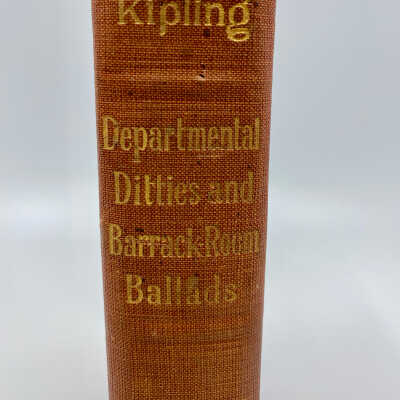 Kipling
Departmental
Ditties and
Barrack-Room
Ballads